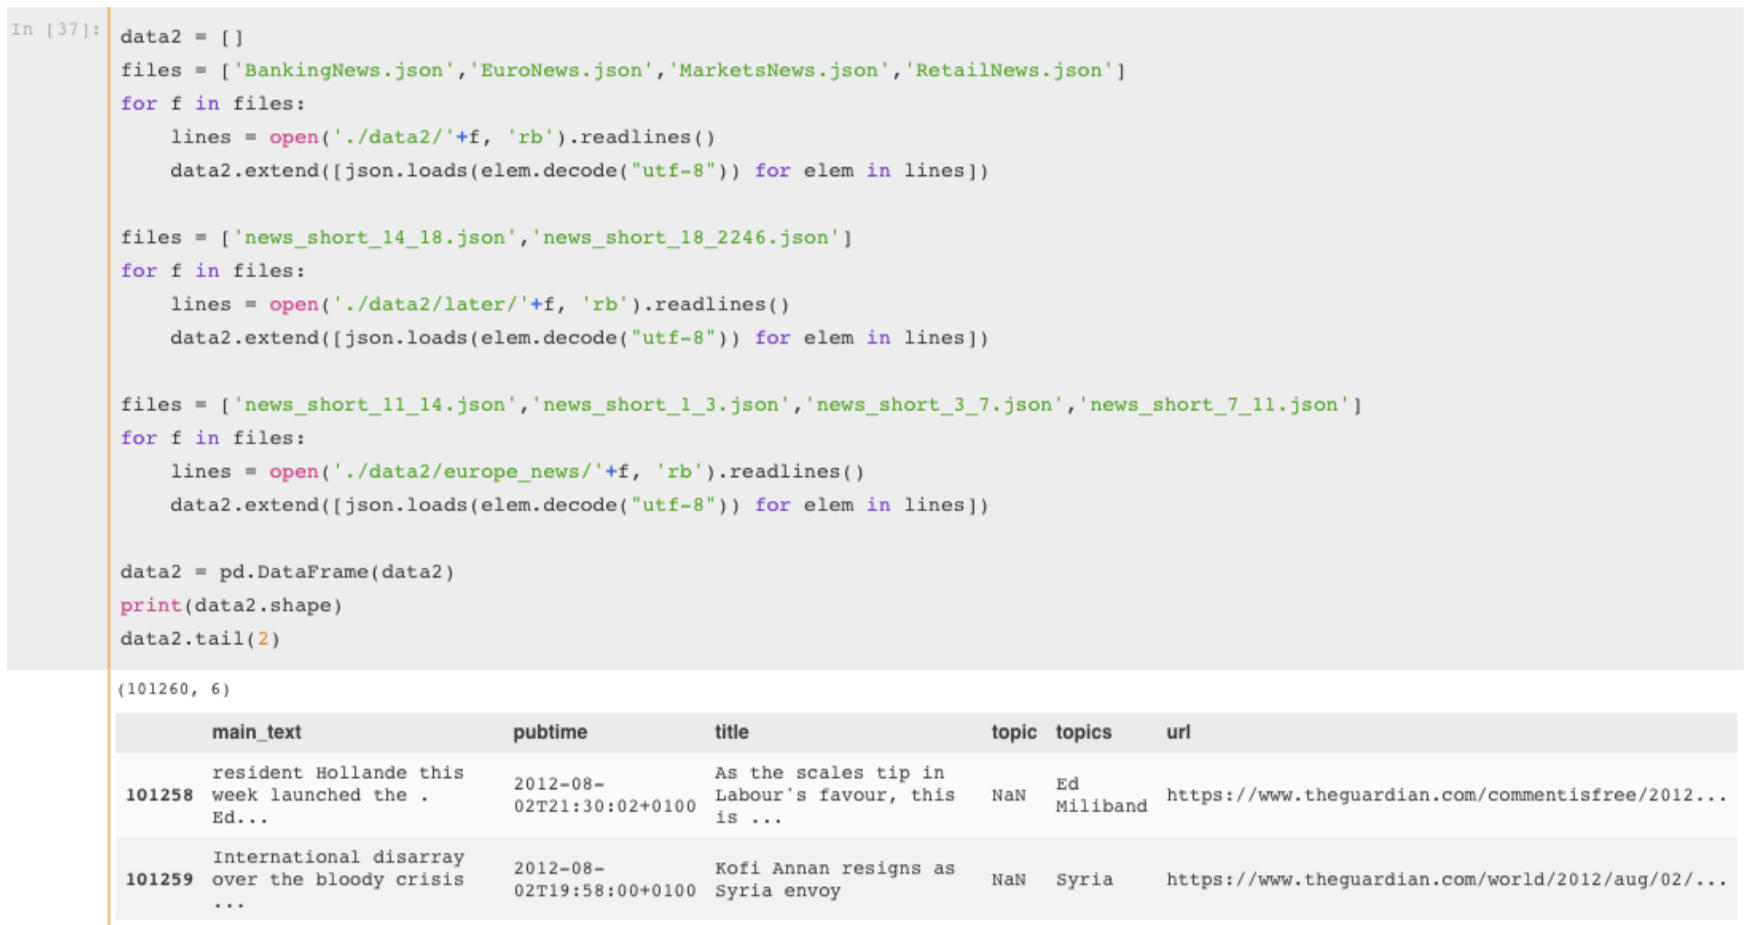 In [37]:
data2 = []
files = ['BankingNews.json','EuroNews.json','MarketsNews.json','RetailNews.json']
for f in files:
    lines = open('./data2/'+f, 'rb').readlines()
    data2.extend([json.loads(elem.decode("utf-8")) for elem in lines])
files = ['news_short_14_18.json','news_short_18_2246.json']
for f in files:
    lines = open('./data2/later/'+f, 'rb').readlines()
    data2.extend([json.loads(elem.decode("utf-8")) for elem in lines])
files = ['news_short_11_14.json','news_short_1_3.json','news_short_3_7.json','news_short_7_11.json']
for f in files:
    lines = open('./data2/europe_news/'+f, 'rb').readlines()
    data2.extend([json.loads(elem.decode("utf-8")) for elem in lines])
data2 = pd.DataFrame(data2)
print(data2.shape)
data2.tail(2)
(101260, 6)
main_text pubtime title topic topics url
101258
resident Hollande this
week launched the .
Ed...
2012-08-
02T21:30:02+0100
As the scales tip in
Labour's favour, this
is ...
NaN
Ed
Miliband
https://www.theguardian.com/commentisfree/2012...
101259
International disarray
over the bloody crisis
...
2012-08-
02T19:58:00+0100
Kofi Annan resigns as
Syria envoy
NaN
Syria
https://www.theguardian.com/world/2012/aug/02/...